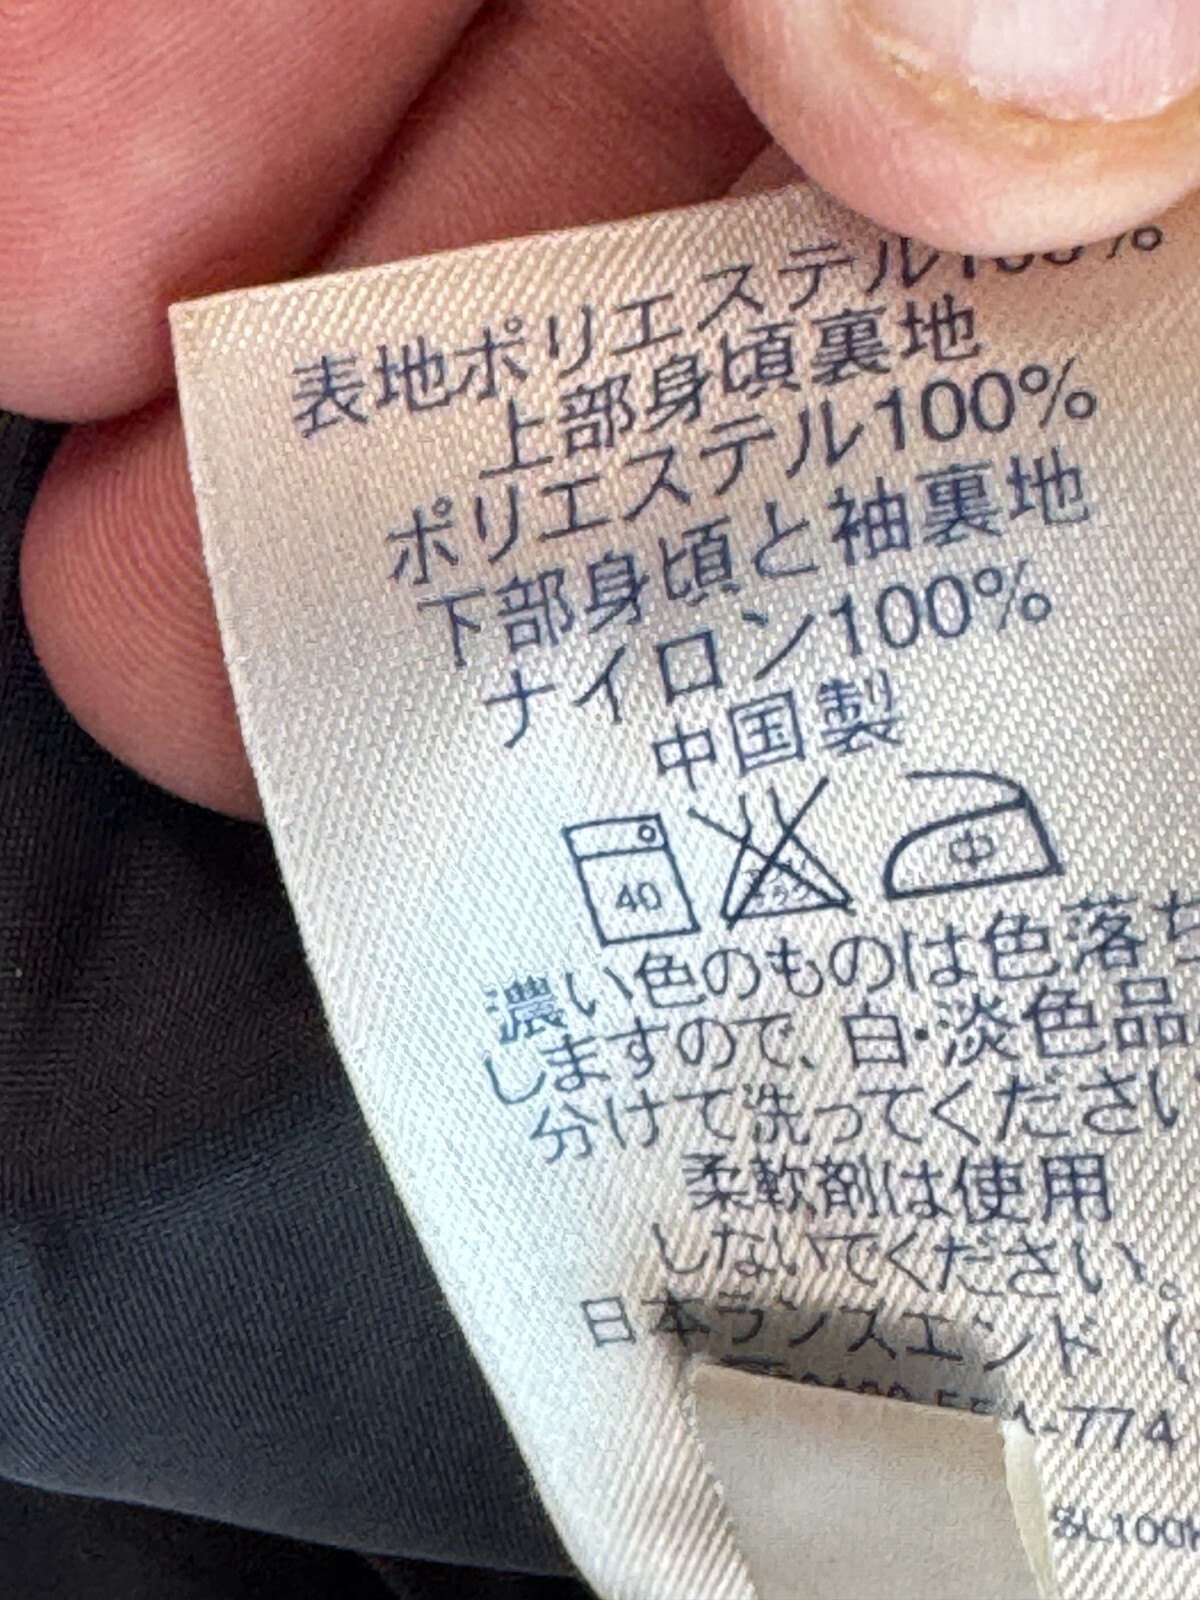 表地ポリエステル100%
上部身頃裏地
ポリエステル100%
下部身頃と袖裏地
ナイロン100%
中国製
40
中
濃い色のものは色落ち
しますので、白・淡色品
分けて洗ってください
柔軟剤は使用
しないでください。
日本ランズエンド（
-774